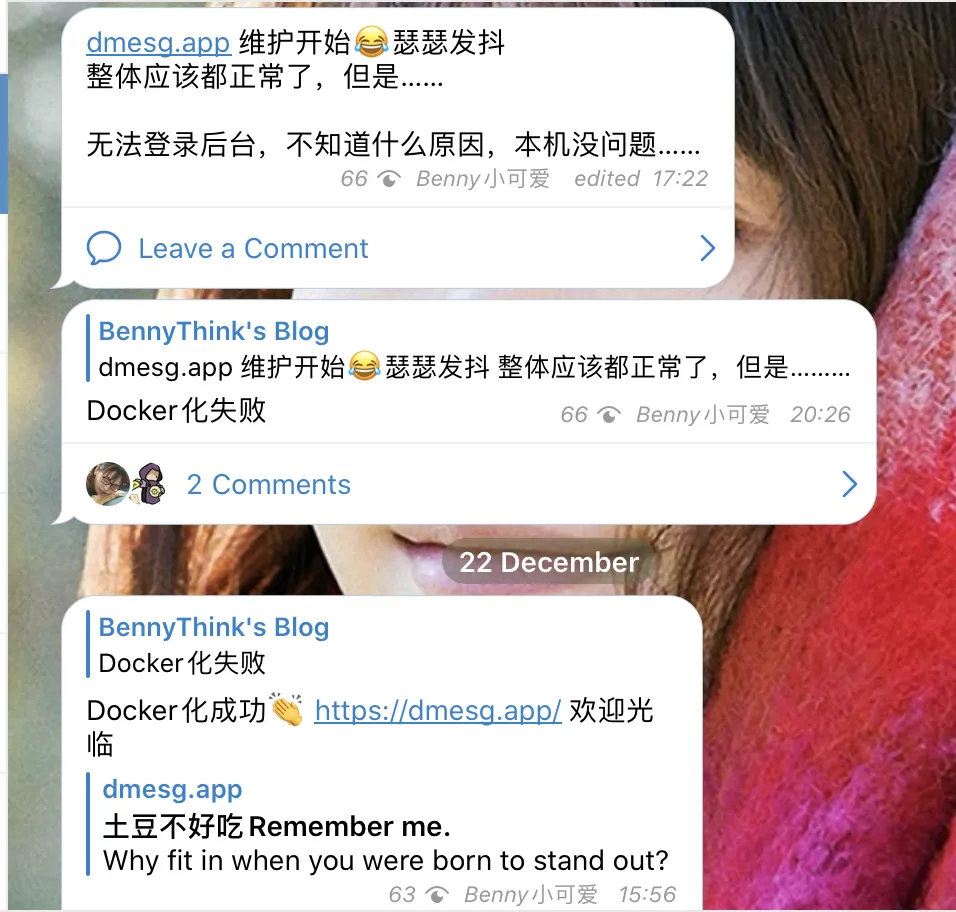 dmesg.app 维护开始😂瑟瑟发抖
整体应该都正常了，但是……
无法登录后台，不知道什么原因，本机没问题……
66 Benny小可爱 edited 17:22
Leave a Comment
BennyThink's Blog
dmesg.app 维护开始😂瑟瑟发抖 整体应该都正常了，但是………
Docker化失败
66 Benny小可爱 20:26
2 Comments
22 December
BennyThink's Blog
Docker化失败
Docker化成功👏 https://dmesg.app/ 欢迎光
临
dmesg.app
土豆不好吃Remember me.
Why fit in when you were born to stand out?
63 Benny小可爱 15:56